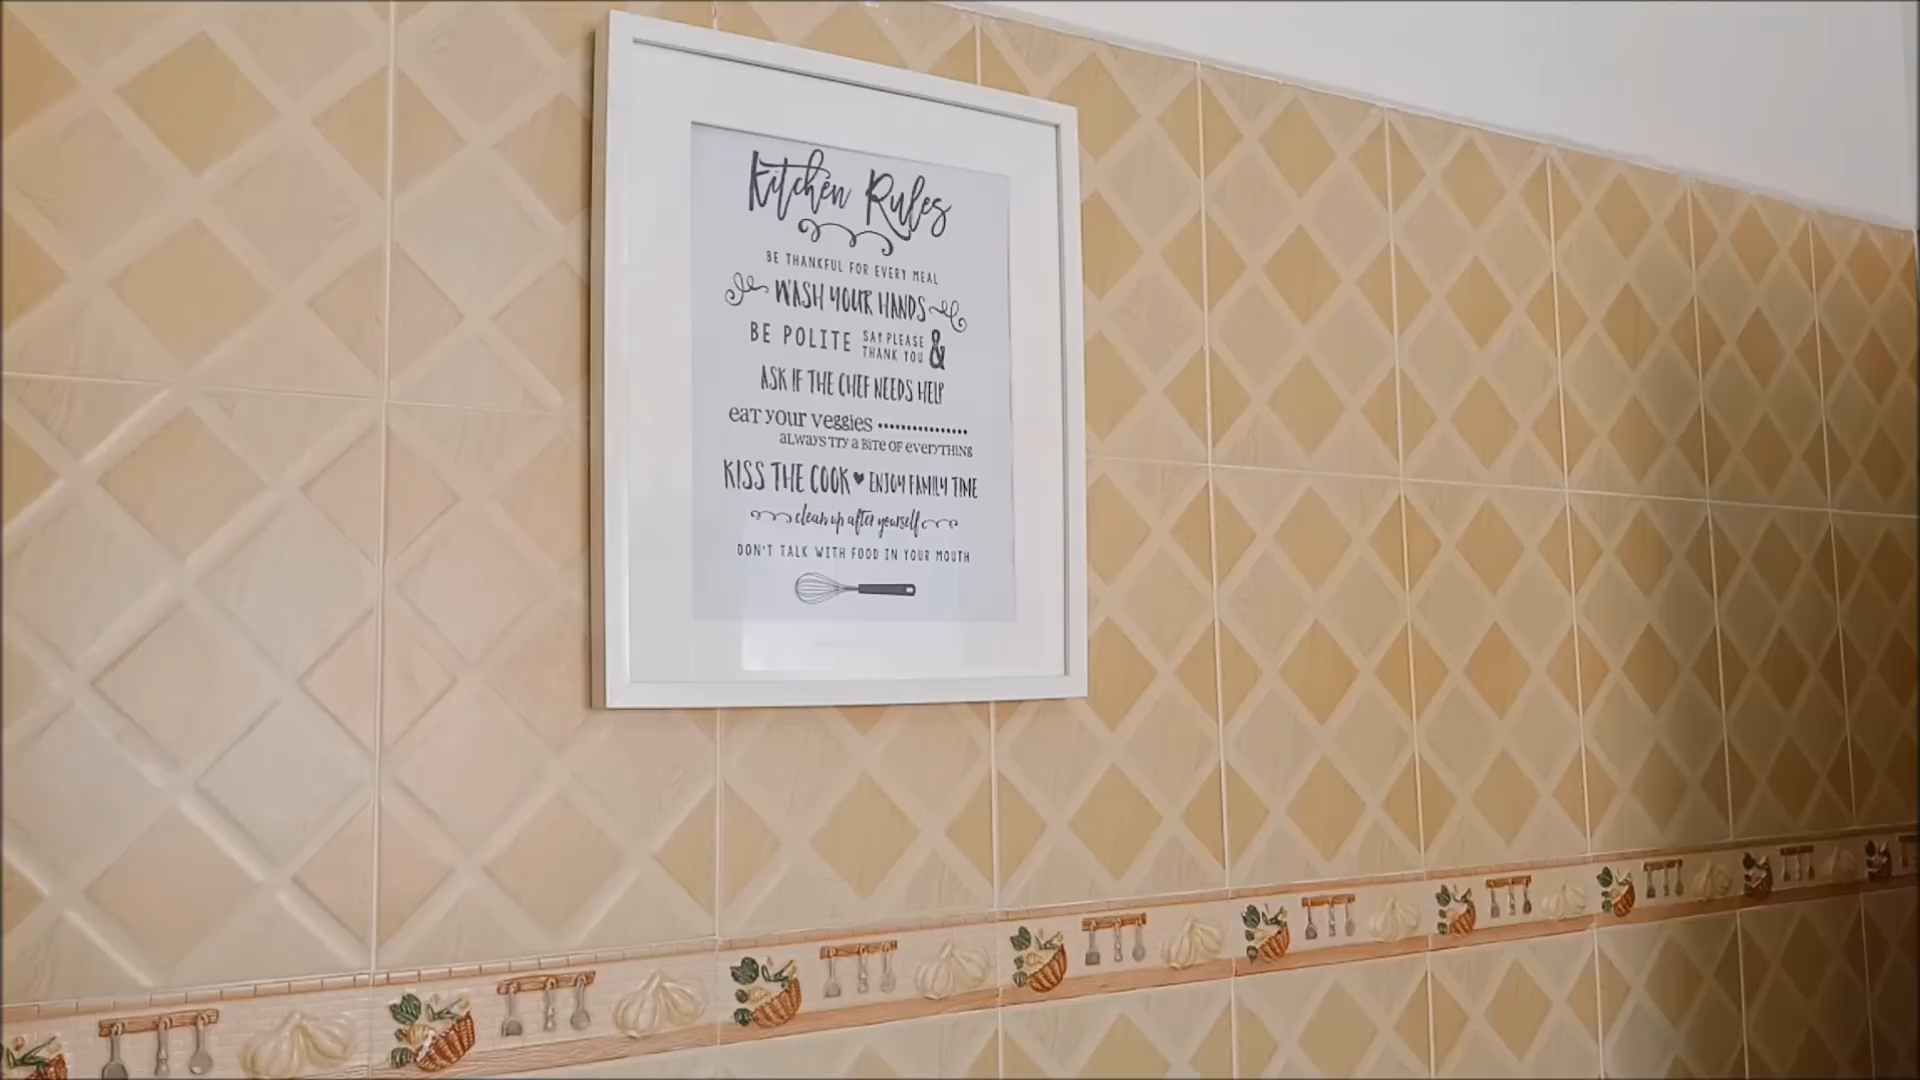 Kitchen Rules
BE THANKFUL FOR EVERY MEAL
WASH YOUR HANDS
BE POLITE SAY PLEASE & THANK YOU
ASK IF THE CHEF NEEDS HELP
eat your veggies ................
always try a bite of everything
KISS THE COOK ♥ ENJOY FAMILY TIME
clean up after yourself
DON'T TALK WITH FOOD IN YOUR MOUTH